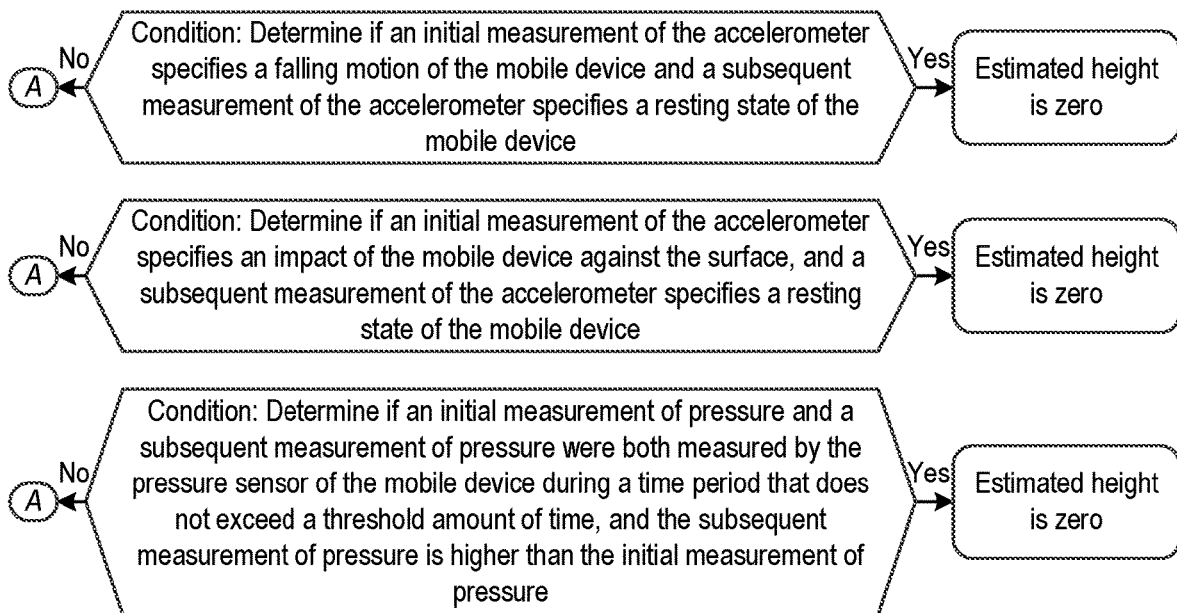 No
Condition: Determine if an initial measurement of the accelerometer
specifies a falling motion of the mobile device and a subsequent
measurement of the accelerometer specifies a resting state of the
mobile device
Yes
Estimated height
is zero
A
No
Condition: Determine if an initial measurement of the accelerometer
specifies an impact of the mobile device against the surface, and a
subsequent measurement of the accelerometer specifies a resting
state of the mobile device
Yes
Estimated height
is zero
A
No
Condition: Determine if an initial measurement of pressure and a
subsequent measurement of pressure were both measured by the
pressure sensor of the mobile device during a time period that does
not exceed a threshold amount of time, and the subsequent
measurement of pressure is higher than the initial measurement of
pressure
Yes
Estimated height
is zero
A